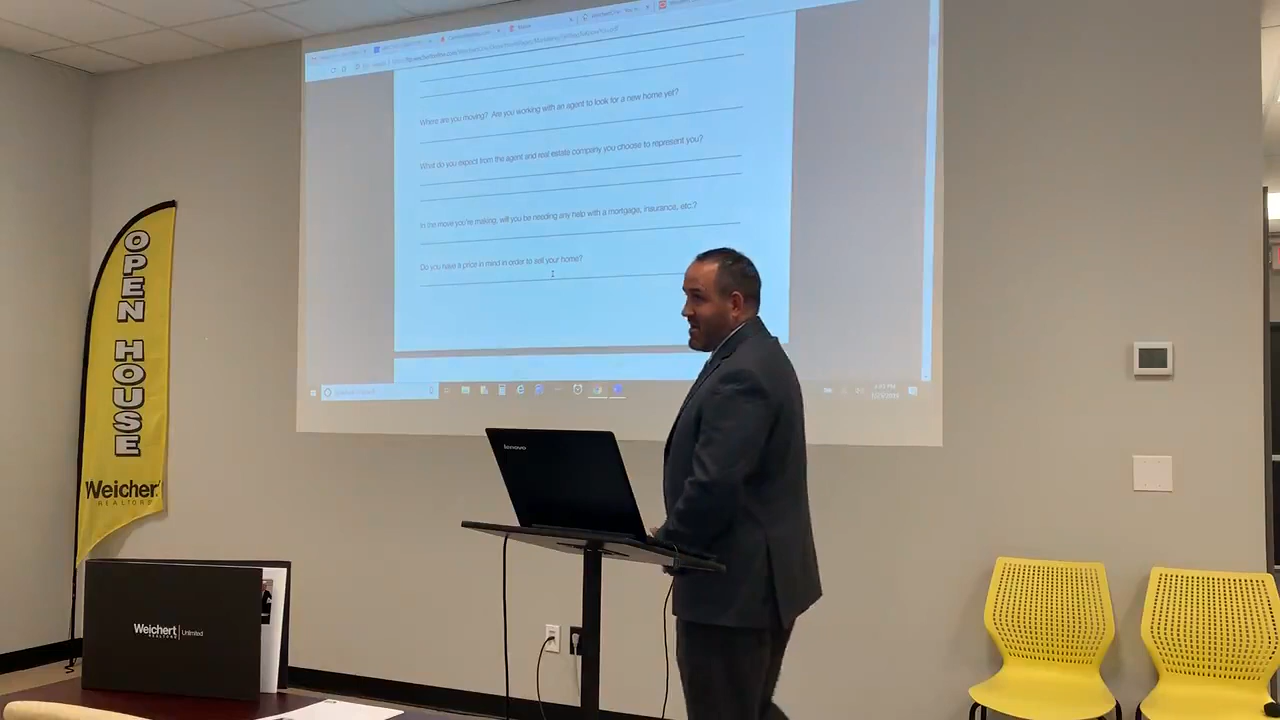 Where are you moving? Are you working with an agent to look for a new home yet?
What do you expect from the agent and real estate company you choose to represent you?
In the move you're making, will you be needing any help with a mortgage, insurance, etc.?
Do you have a price in mind in order to sell your home?
OPEN HOUSE
Weichert
REALTORS
lenovo
Weichert Unlimited
REALTORS